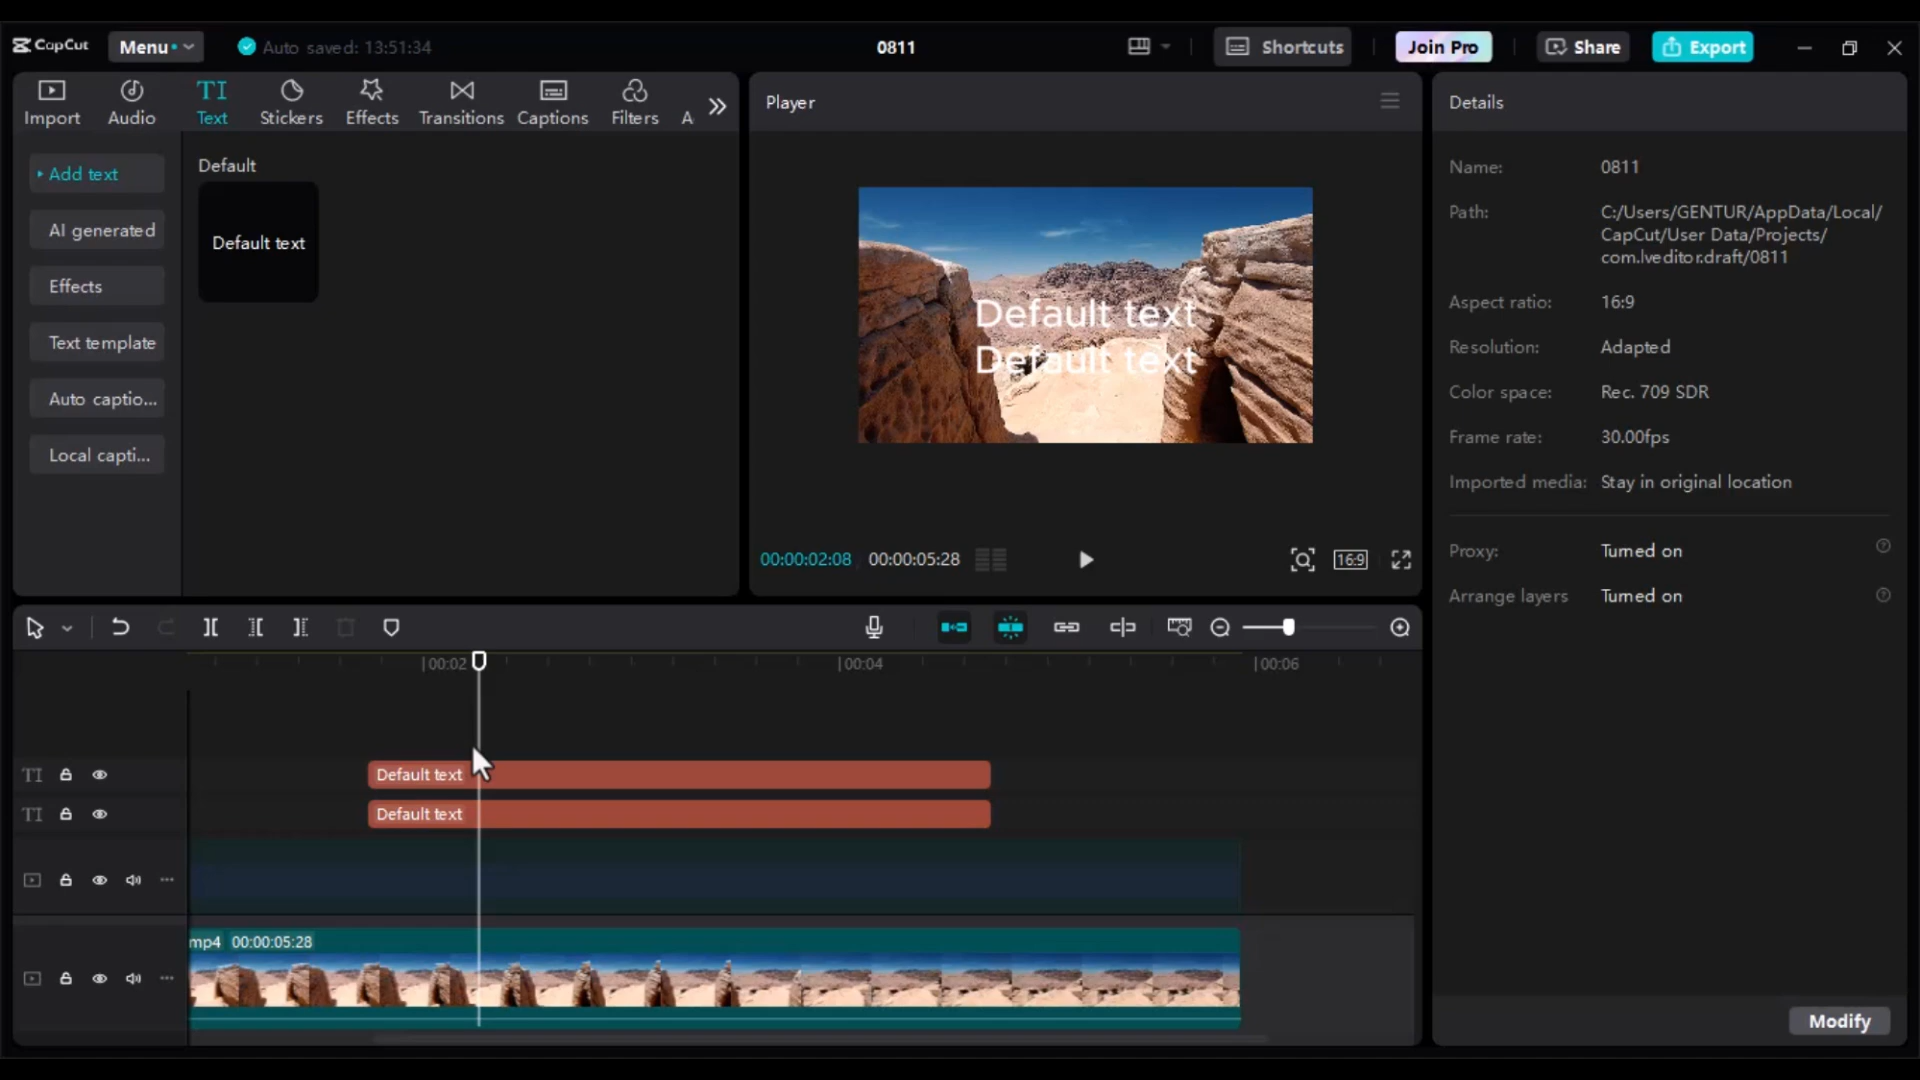 CapCut Menu Auto saved: 13:51:34 0811 Shortcuts Join Pro Share Export
Import Audio Text Stickers Effects Transitions Captions Filters A
TI
Add text
AI generated
Effects
Text template
Auto captio...
Local capti...
Default
Default text
Player
Default text
Default text
00:00:02:08 00:00:05:28 16:9
Details
Name: 0811
Path: C:/Users/GENTUR/AppData/Local/
CapCut/User Data/Projects/
com.lveditor.draft/0811
Aspect ratio: 16:9
Resolution: Adapted
Color space: Rec. 709 SDR
Frame rate: 30.00fps
Imported media: Stay in original location
Proxy: Turned on
Arrange layers Turned on
Modify
00:02 00:04 00:06
TI Default text
TI Default text
mp4 00:00:05:28